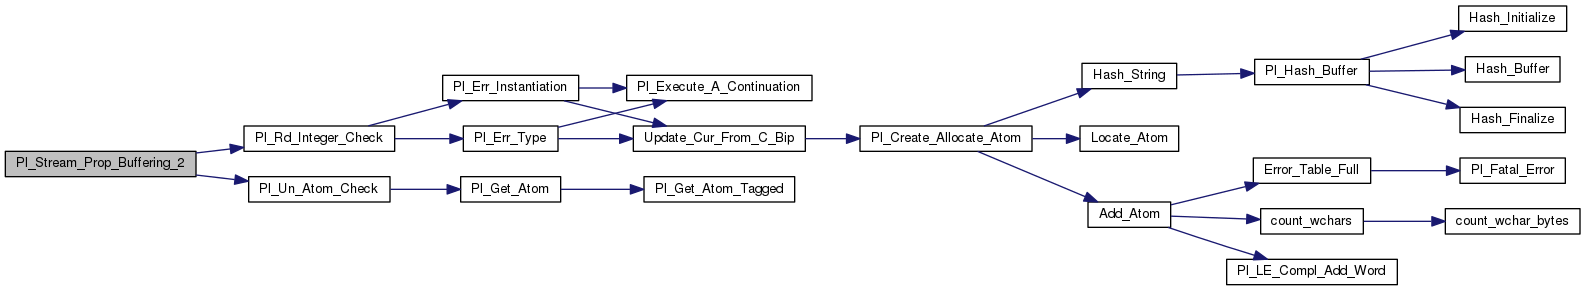 Pl_Stream_Prop_Buffering_2
Pl_Rd_Integer_Check
Pl_Un_Atom_Check
Pl_Err_Instantiation
Pl_Err_Type
Pl_Get_Atom
Pl_Execute_A_Continuation
Update_Cur_From_C_Bip
Pl_Get_Atom_Tagged
Pl_Create_Allocate_Atom
Hash_String
Locate_Atom
Add_Atom
Pl_Hash_Buffer
Error_Table_Full
count_wchars
Pl_LE_Compl_Add_Word
Hash_Initialize
Hash_Buffer
Hash_Finalize
Pl_Fatal_Error
count_wchar_bytes